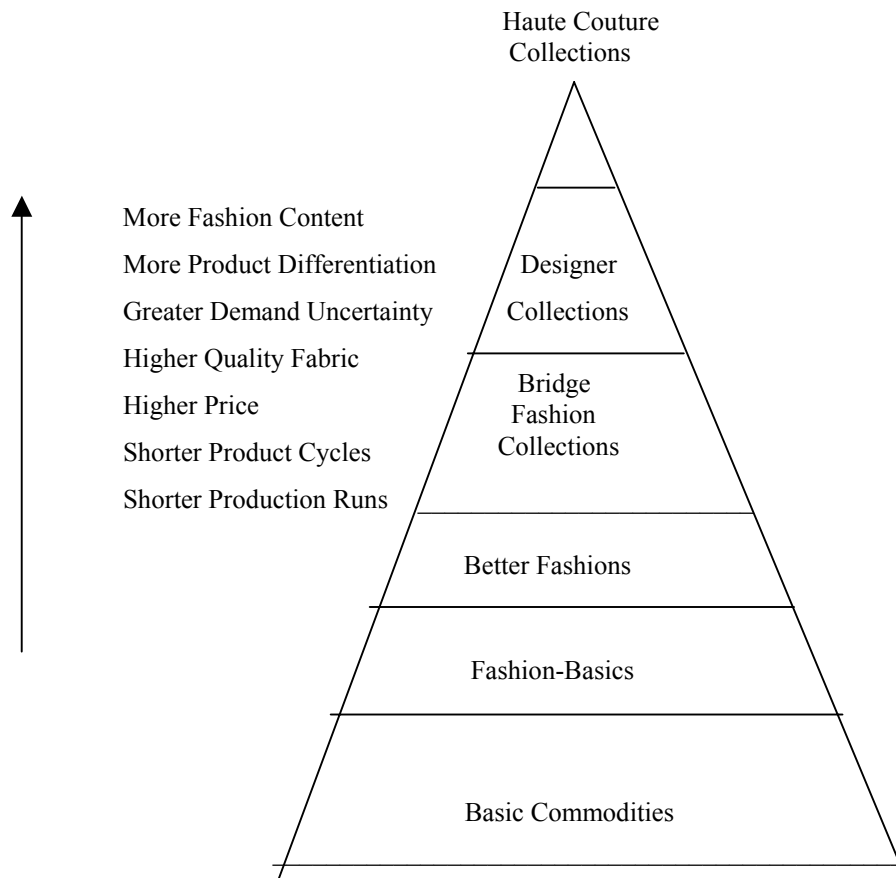 Haute Couture
Collections
More Fashion Content
More Product Differentiation
Greater Demand Uncertainty
Higher Quality Fabric
Higher Price
Shorter Product Cycles
Shorter Production Runs
Designer
Collections
Bridge
Fashion
Collections
Better Fashions
Fashion-Basics
Basic Commodities